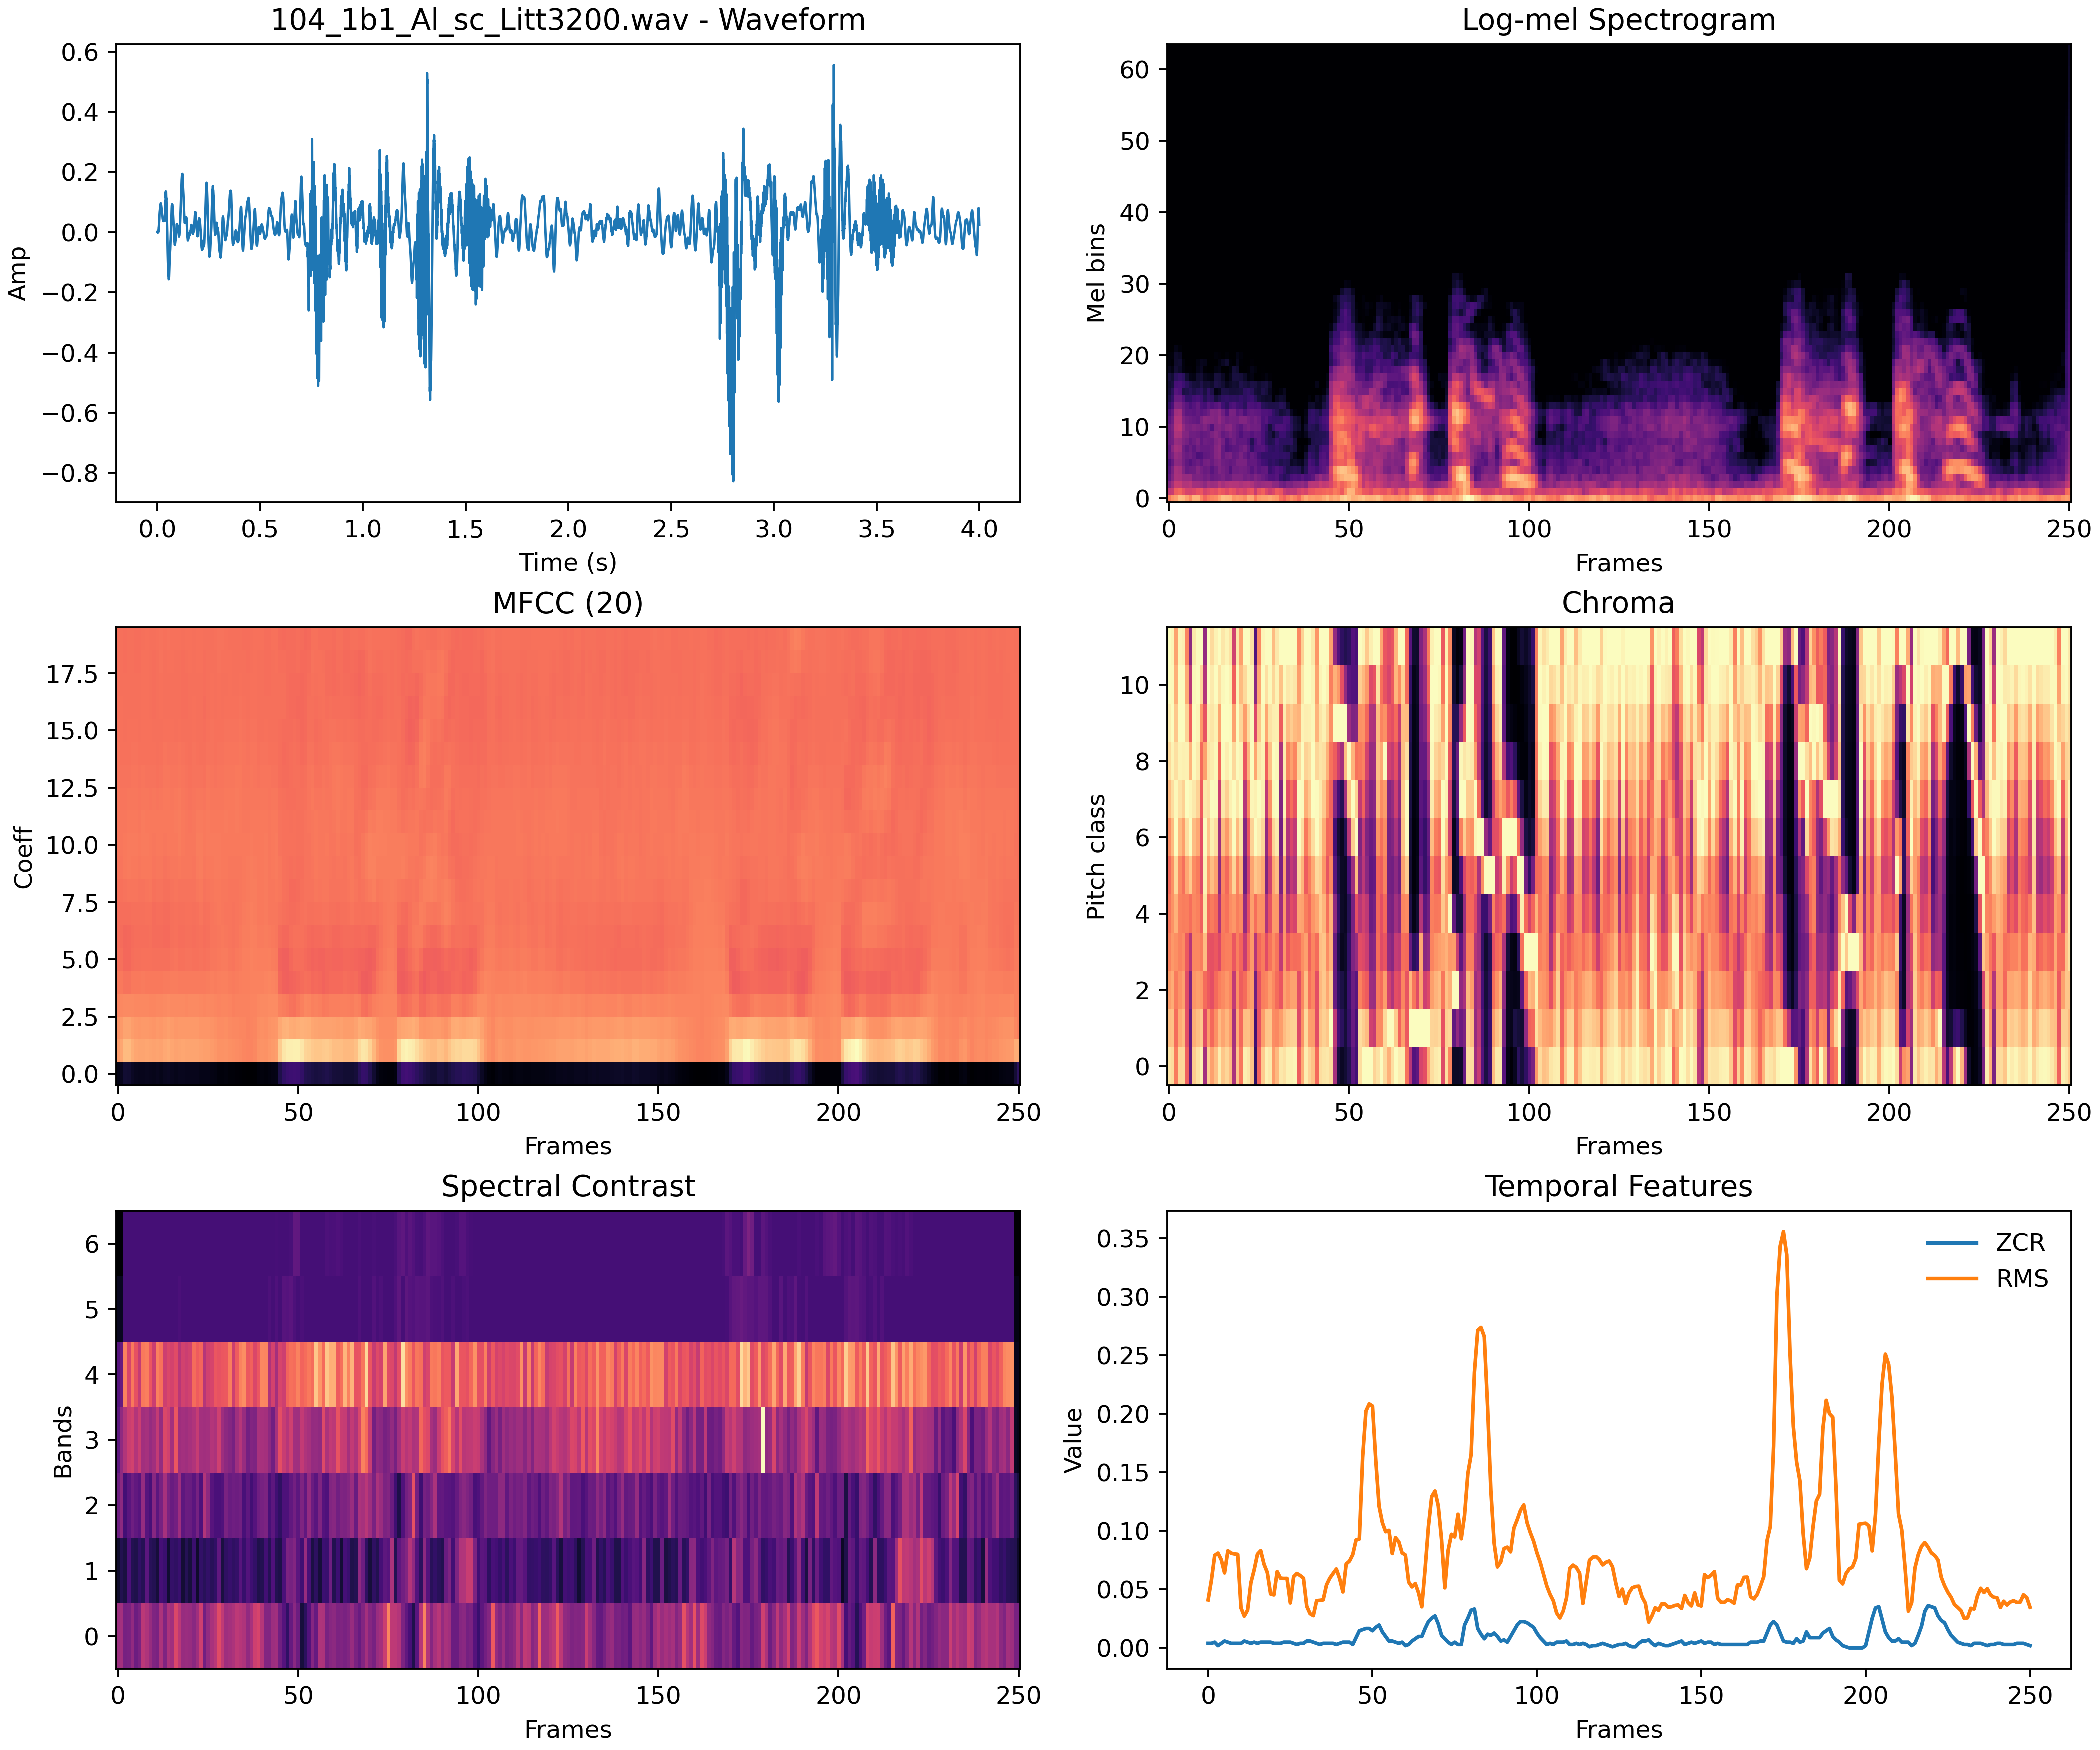 104_1b1_Al_sc_Litt3200.wav - Waveform
0.6
0.4
0.2
0.0
−0.2
−0.4
−0.6
−0.8
Amp
0.0 0.5 1.0 1.5 2.0 2.5 3.0 3.5 4.0
Time (s)
Log-mel Spectrogram
60
50
40
30
20
10
0
Mel bins
0 50 100 150 200 250
Frames
MFCC (20)
17.5
15.0
12.5
10.0
7.5
5.0
2.5
0.0
Coeff
0 50 100 150 200 250
Frames
Chroma
10
8
6
4
2
0
Pitch class
0 50 100 150 200 250
Frames
Spectral Contrast
6
5
4
3
2
1
0
Bands
0 50 100 150 200 250
Frames
Temporal Features
0.35
0.30
0.25
0.20
0.15
0.10
0.05
0.00
Value
ZCR
RMS
0 50 100 150 200 250
Frames